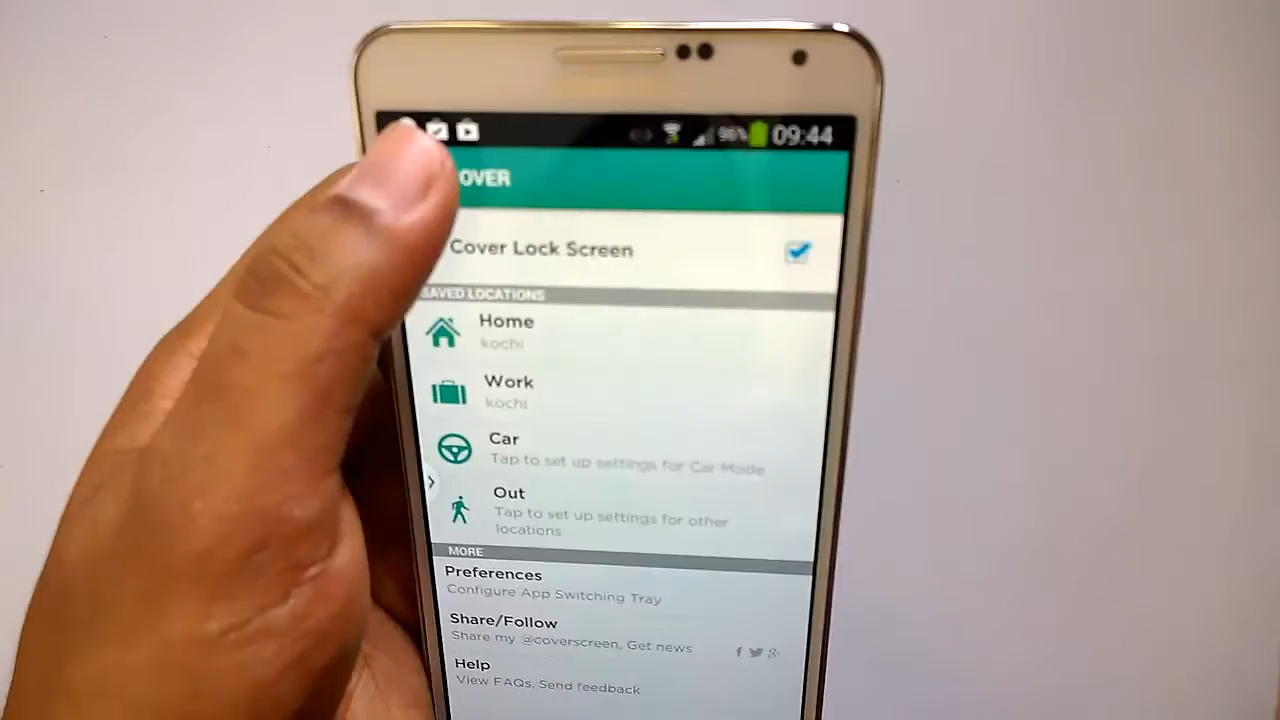 96% 09:44
OVER
Cover Lock Screen
SAVED LOCATIONS
Home
kochi
Work
kochi
Car
Tap to set up settings for Car Mode
Out
Tap to set up settings for other
locations
MORE
Preferences
Configure App Switching Tray
Share/Follow
Share my @coverscreen, Get news
Help
View FAQs, Send feedback